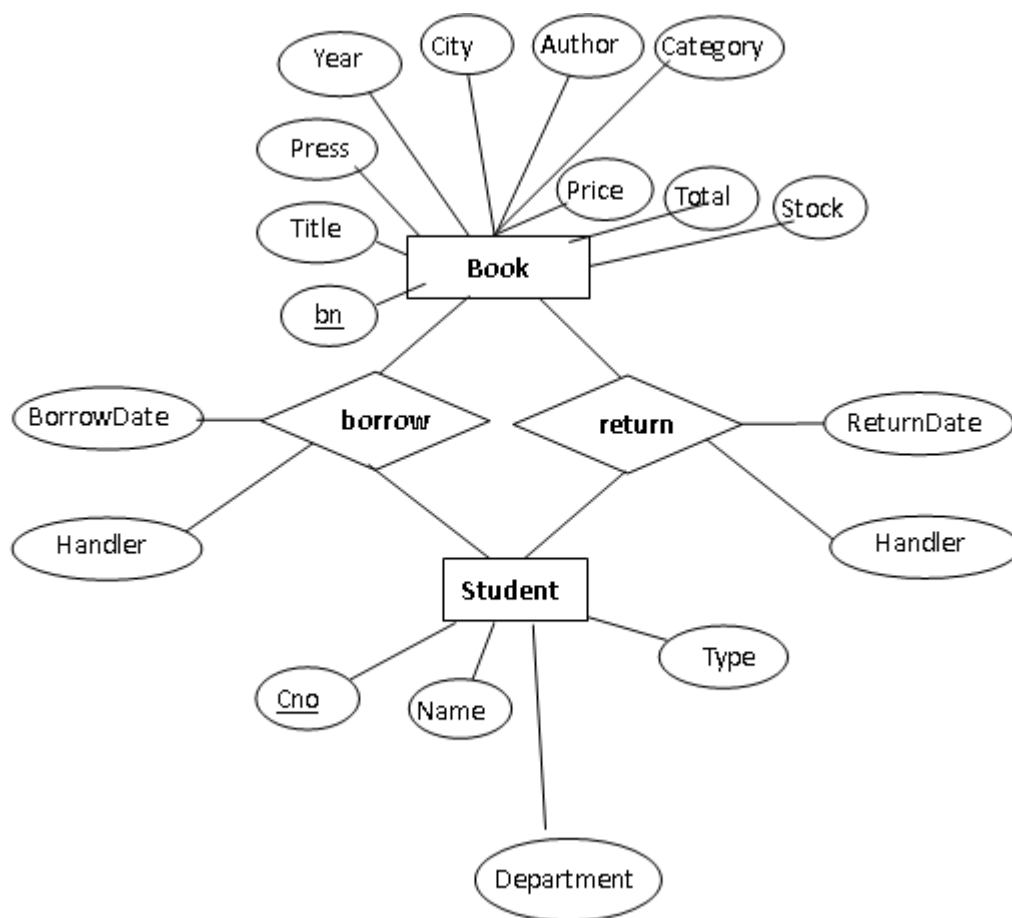 City
Author
Category
Year
Press
Price
Total
Stock
Title
Book
bn
BorrowDate
borrow
return
ReturnDate
Handler
Handler
Student
Type
Cno
Name
Department